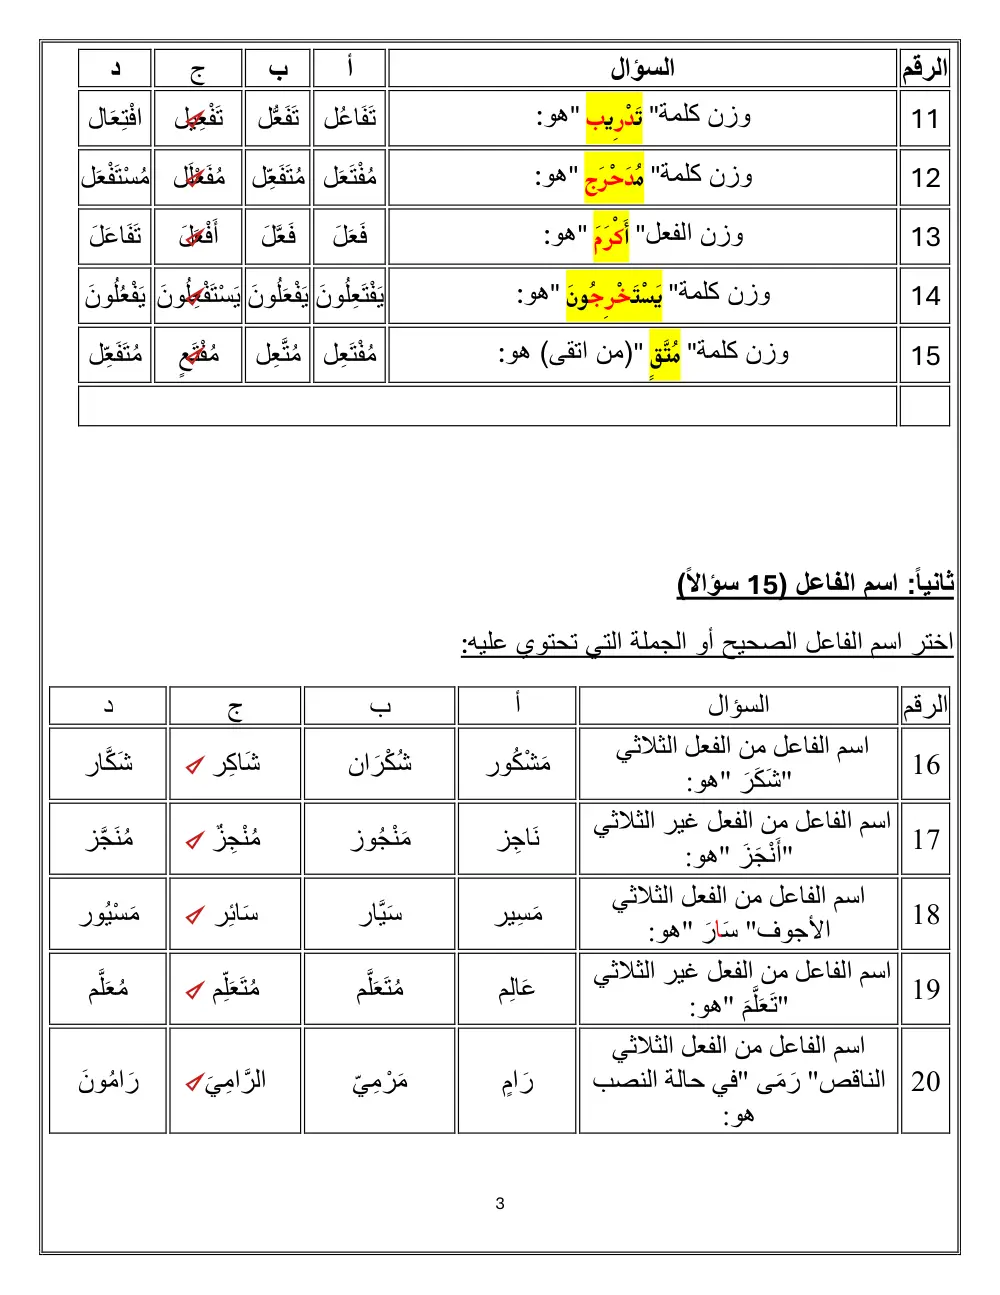 الرقم السؤال أ ب ج د
11 وزن كلمة" تَدْرِيب "هو: تَفَاعُل تَفَعُّل تَفْعِيل افْتِعَال
12 وزن كلمة" مُدَحْرَج "هو: مُفْتَعَل مُتَفَعِّل مُفَعْلَل مُسْتَفْعَل
13 وزن الفعل" أَكْرَمَ "هو: فَعَلَ فَعَّلَ أَفْعَلَ تَفَاعَلَ
14 وزن كلمة" يَسْتَخْرِجُونَ "هو: يَفْتَعِلُونَ يَفْعَلُونَ يَسْتَفْعِلُونَ يَفْعُلُونَ
15 وزن كلمة" مُتَّقٍ "(من اتقى) هو: مُفْتَعِل مُتَّعِل مُفْتَعٍ مُتَفَعِّل
ثانياً: اسم الفاعل (15 سؤالاً)
اختر اسم الفاعل الصحيح أو الجملة التي تحتوي عليه:
الرقم السؤال أ ب ج د
16 اسم الفاعل من الفعل الثلاثي
"شَكَرَ "هو: مَشْكُور شُكْرَان شَاكِر شَكَّار
17 اسم الفاعل من الفعل غير الثلاثي
"أَنْجَزَ "هو: نَاجِز مَنْجُوز مُنْجِزٌ مُنَجَّز
18 اسم الفاعل من الفعل الثلاثي
الأجوف" سَارَ "هو: مَسِير سَيَّار سَائِر مَسْيُور
19 اسم الفاعل من الفعل غير الثلاثي
"تَعَلَّمَ "هو: عَالِم مُتَعَلَّم مُتَعَلِّم مُعَلَّم
20 اسم الفاعل من الفعل الثلاثي
الناقص" رَمَى "في حالة النصب
هو: رَامٍ مَرْمِيّ الرَّامِيَ رَامُونَ
3